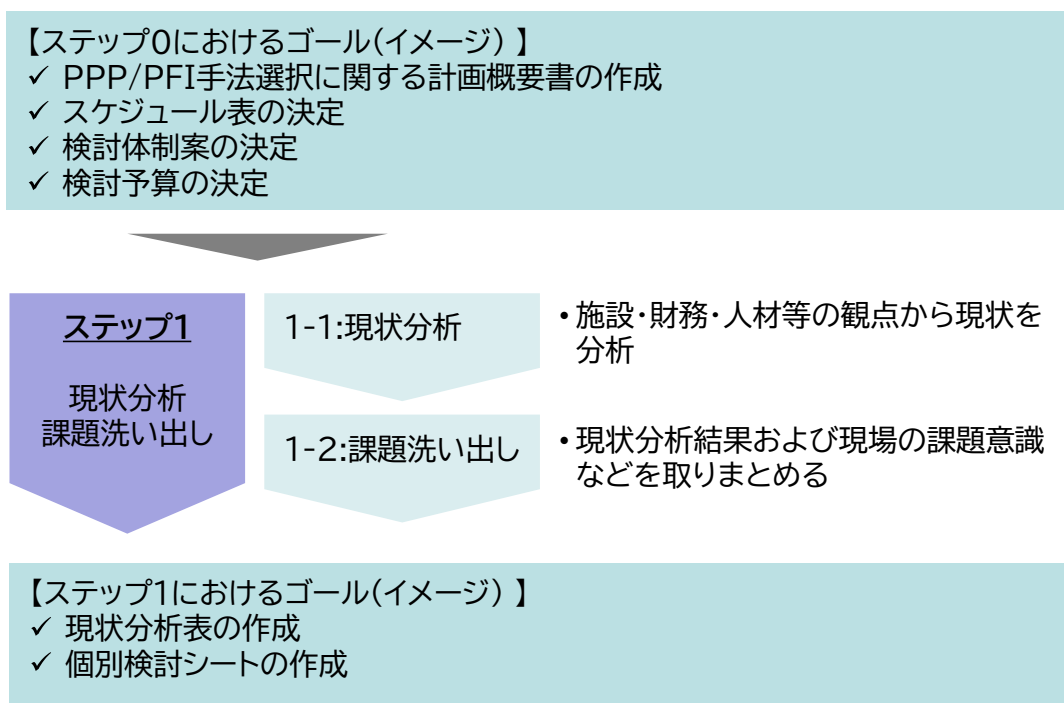 【ステップ0におけるゴール(イメージ) 】
✓ PPP/PFI手法選択に関する計画概要書の作成
✓ スケジュール表の決定
✓ 検討体制案の決定
✓ 検討予算の決定
ステップ1
現状分析
課題洗い出し
1-1:現状分析
・施設・財務・人材等の観点から現状を
分析
1-2:課題洗い出し
・現状分析結果および現場の課題意識
などを取りまとめる
【ステップ1におけるゴール(イメージ) 】
✓ 現状分析表の作成
✓ 個別検討シートの作成